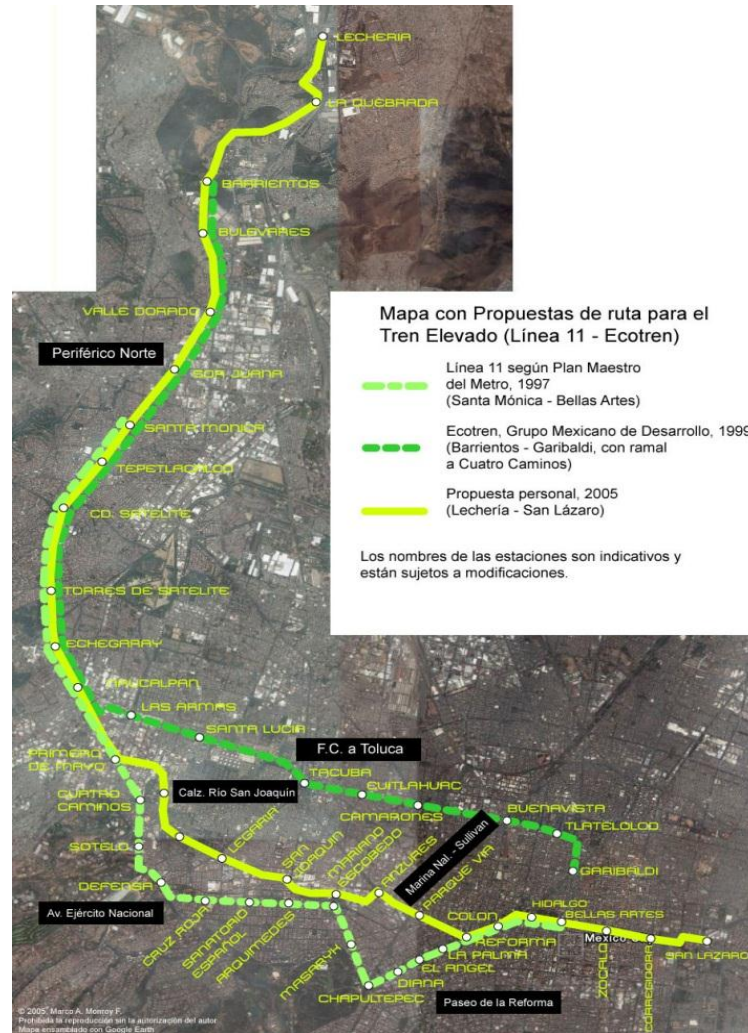 LECHERIA
LA QUEBRADA
BARRIENTOS
BULEVARES
VALLE DORADO
Periférico Norte
SOR JUANA
SANTA MONICA
TEPETLACALCO
CD. SATELITE
TORRES DE SATELITE
ECHEGARAY
NAUCALPAN
LAS ARMAS
SANTA LUCIA
F.C. a Toluca
PRIMERO
DE MAYO
CUATRO
CAMINOS
Calz. Río San Joaquín
TACUBA
CUITLAHUAC
CAMARONES
BUENAVISTA
TLATELOLCO
GARIBALDI
SOTELO
LEGARIA
SAN
JOAQUIN
MARIANO
ESCOBEDO
ANZURES
Marina Nal. - Sullivan
PARQUE VIA
DEFENSA
Av. Ejército Nacional
CRUZ ROJA
SANATORIO
ESPAÑOL
ARQUIMEDES
MASARYK
CHAPULTEPEC
DIANA
EL ANGEL
LA PALMA
REFORMA
COLON
HIDALGO
BELLAS ARTES
ZOCALO
CORREGIDORA
SAN LAZARO
Paseo de la Reforma
Mapa con Propuestas de ruta para el
Tren Elevado (Línea 11 - Ecotren)
Línea 11 según Plan Maestro
del Metro, 1997
(Santa Mónica - Bellas Artes)
Ecotren, Grupo Mexicano de Desarrollo, 1999
(Barrientos - Garibaldi, con ramal
a Cuatro Caminos)
Propuesta personal, 2005
(Lechería - San Lázaro)
Los nombres de las estaciones son indicativos y
están sujetos a modificaciones.
© 2005, Marco A. Monroy F.
Prohibida la reproducción sin la autorización del autor
Mapa ensamblado con Google Earth